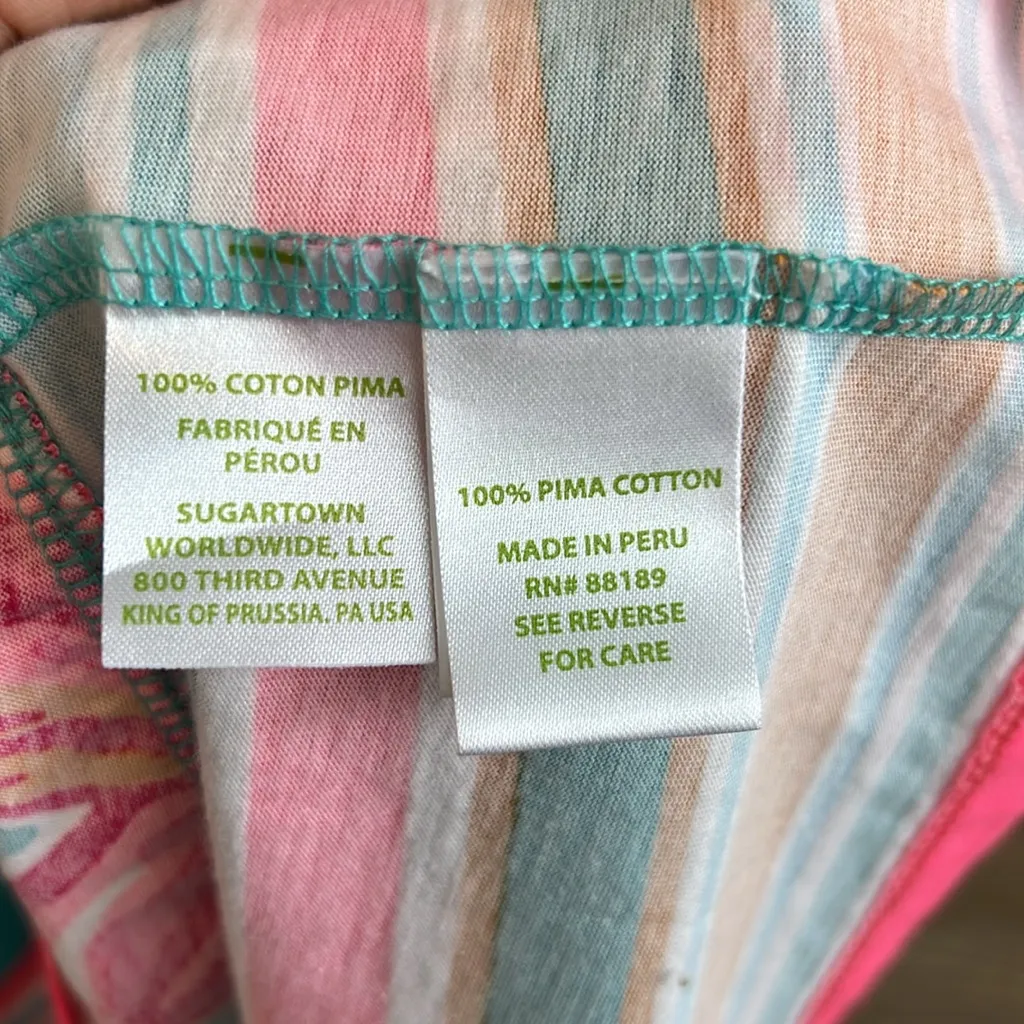 100% COTON PIMA
FABRIQUÉ EN
PÉROU
SUGARTOWN
WORLDWIDE, LLC
800 THIRD AVENUE
KING OF PRUSSIA. PA USA
100% PIMA COTTON
MADE IN PERU
RN# 88189
SEE REVERSE
FOR CARE